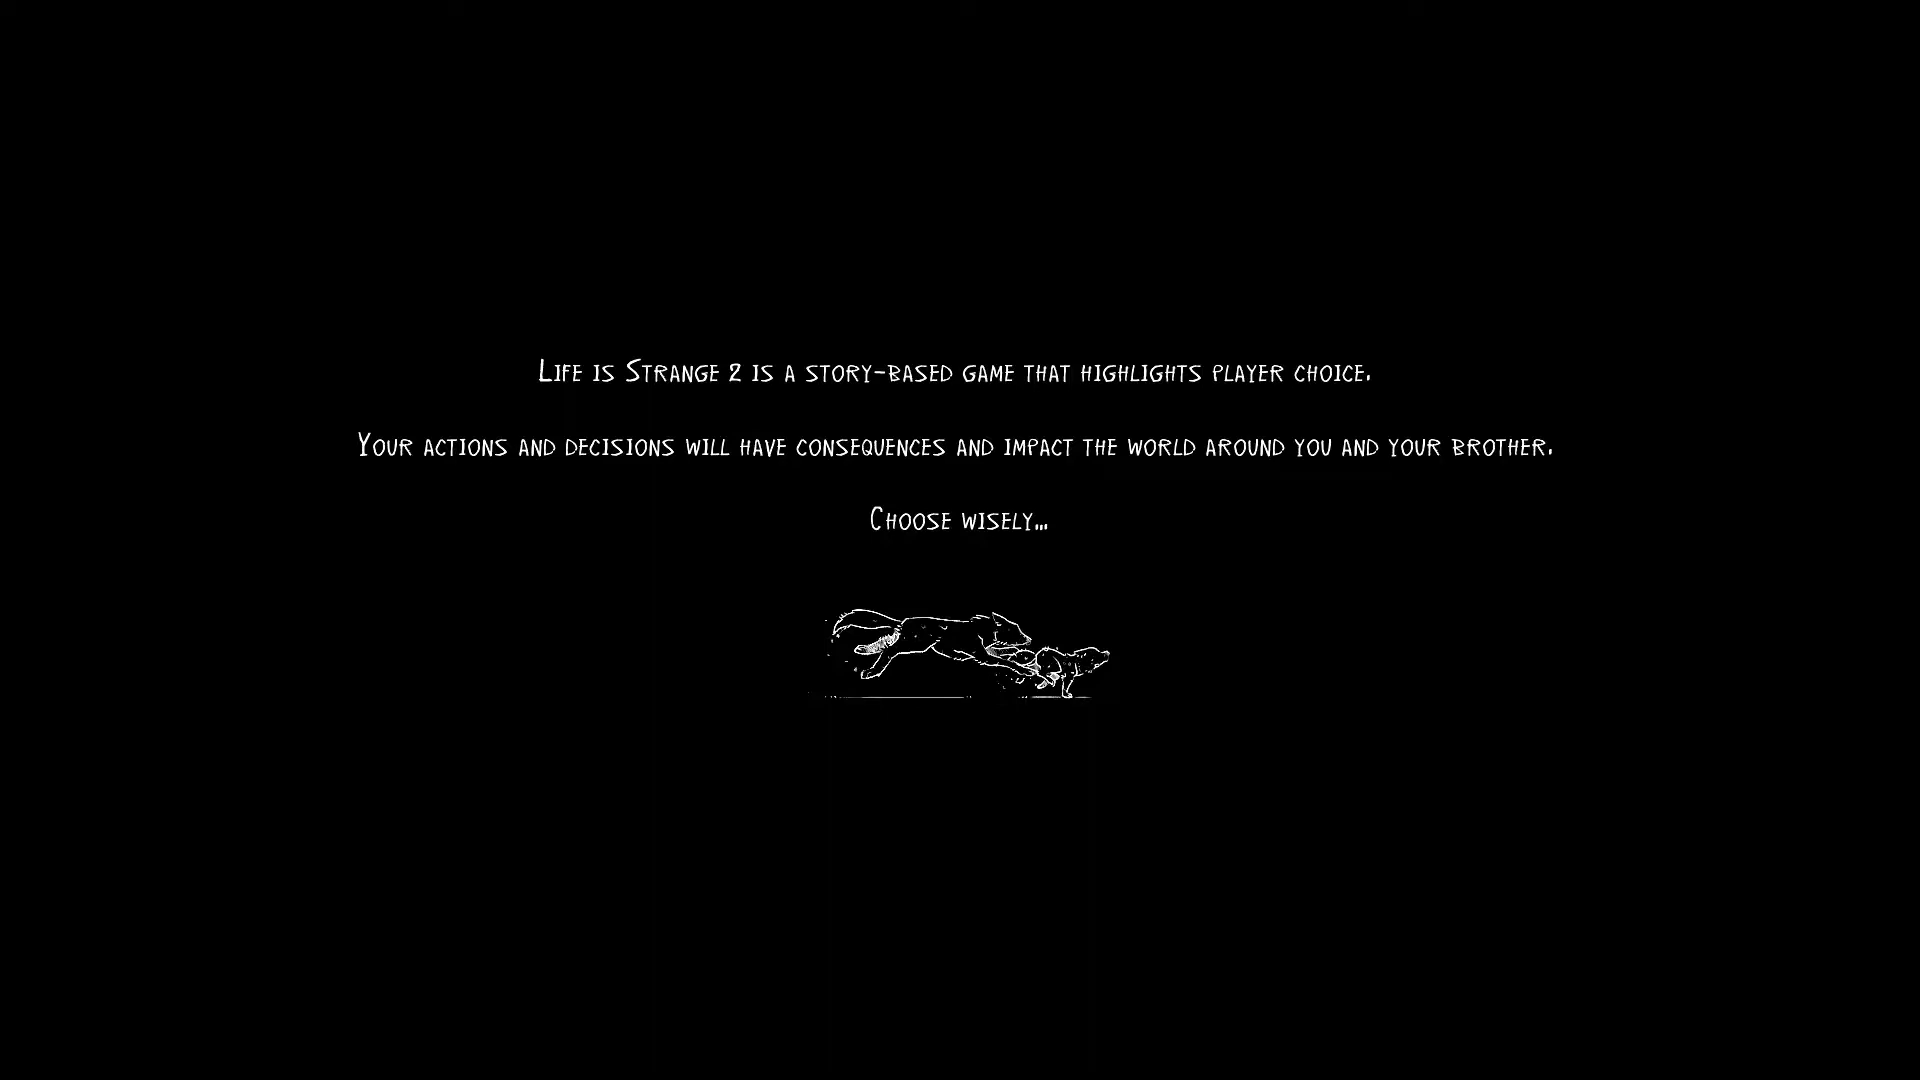 Life is Strange 2 is a story-based game that highlights player choice.
Your actions and decisions will have consequences and impact the world around you and your brother.
Choose wisely...